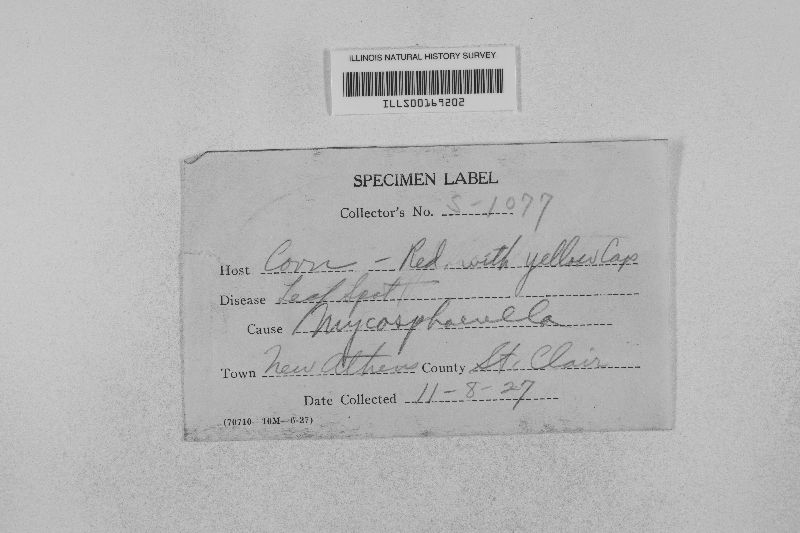 ILLINOIS NATURAL HISTORY SURVEY
ILLS00169202
SPECIMEN LABEL
Collector's No. S-1077
Host Corn - Red with yellow Cap
Disease Leaf Spot
Cause Mycosphaerella
Town New Athens County St. Clair
Date Collected 11-8-27
(70710—10M—6-27)